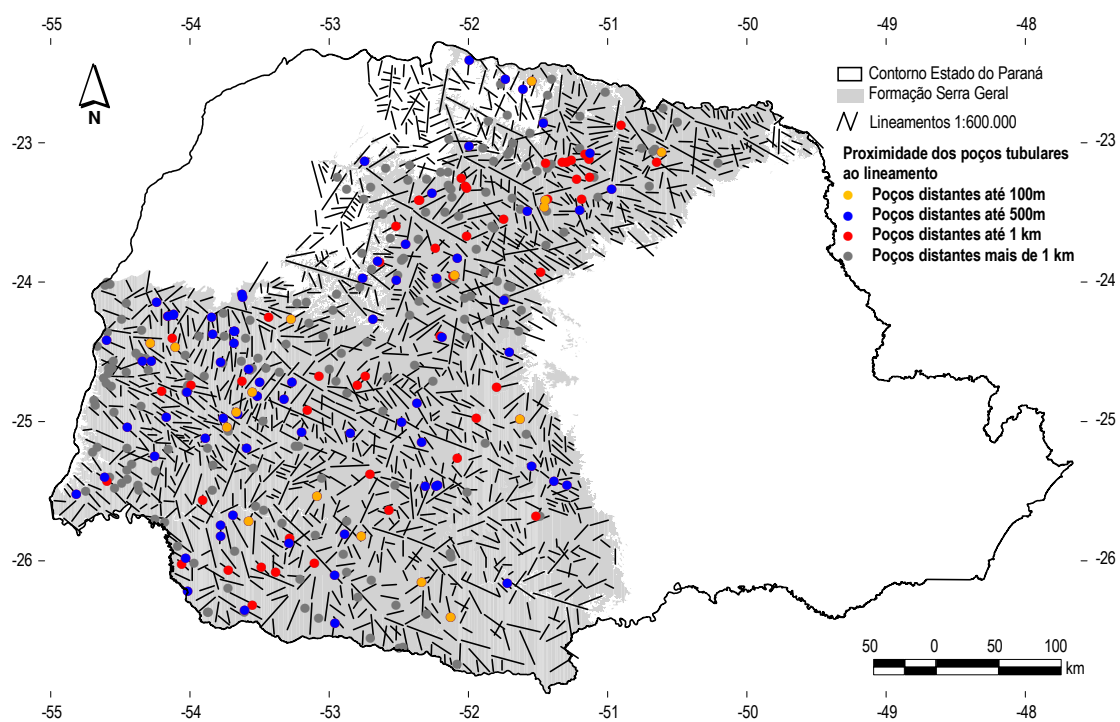 -55 -54 -53 -52 -51 -50 -49 -48
N
Contorno Estado do Paraná
Formação Serra Geral
Lineamentos 1:600.000
Proximidade dos poços tubulares
ao lineamento
Poços distantes até 100m
Poços distantes até 500m
Poços distantes até 1 km
Poços distantes mais de 1 km
-23 -23
-24 -24
-25 -25
-26 -26
50 0 50 100
km
-55 -54 -53 -52 -51 -50 -49 -48